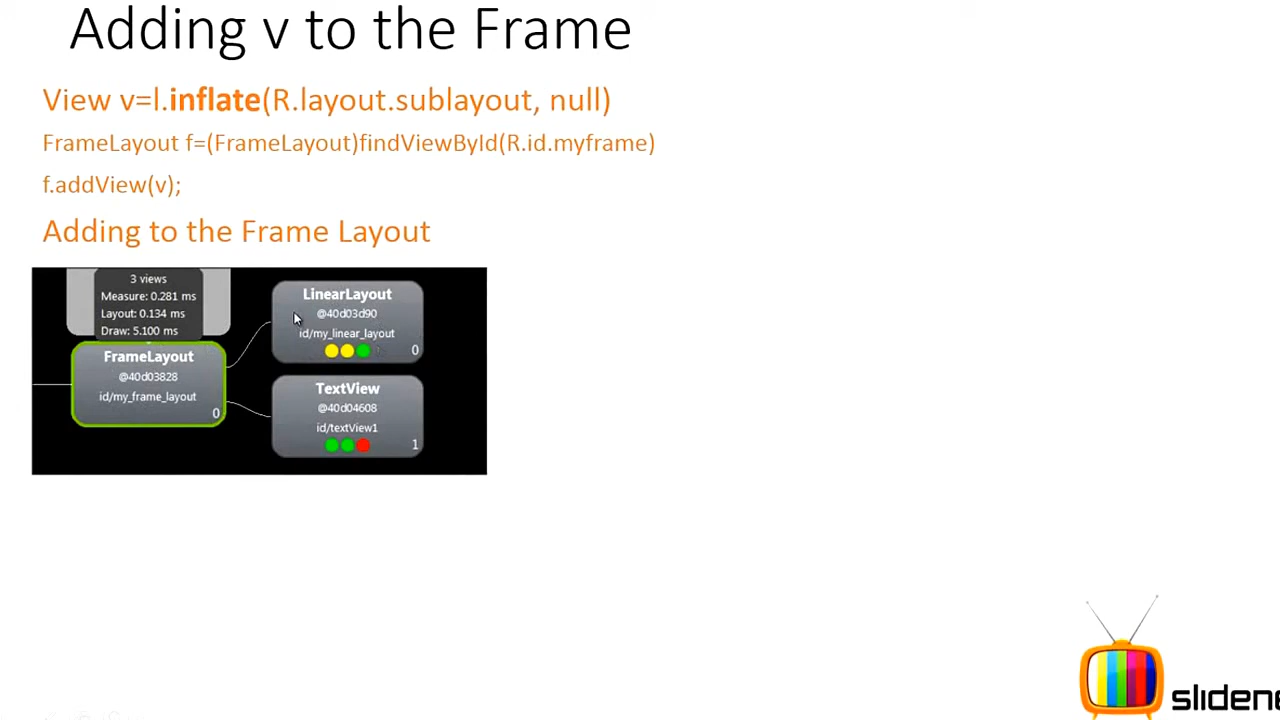 Adding v to the Frame
View v=l.inflate(R.layout.sublayout, null)
FrameLayout f=(FrameLayout)findViewById(R.id.myframe)
f.addView(v);
Adding to the Frame Layout
3 views
Measure: 0.281 ms
Layout: 0.134 ms
Draw: 5.100 ms
FrameLayout
@40d03828
id/my_frame_layout
0
LinearLayout
@40d03d90
id/my_linear_layout
0
TextView
@40d04608
id/textView1
1
slidene